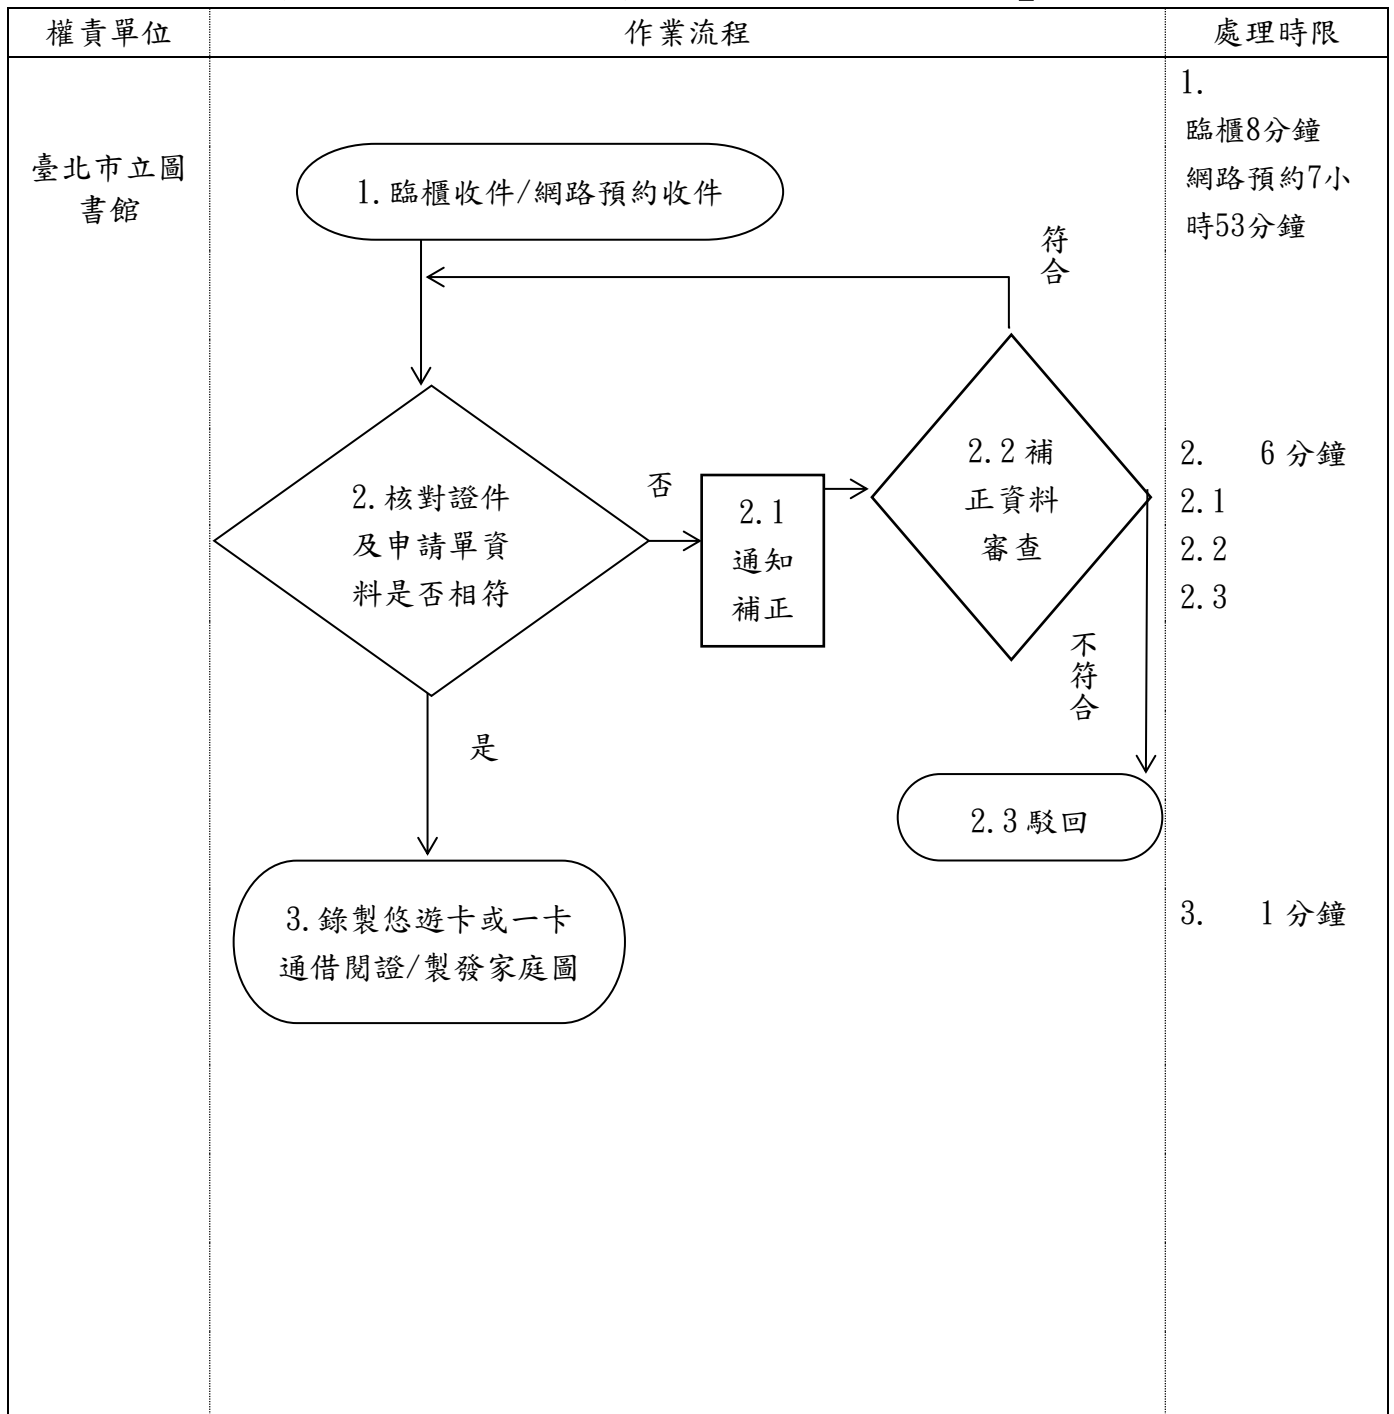 權責單位
作業流程
處理時限
臺北市立圖
書館
1.臨櫃收件/網路預約收件
1.
臨櫃8分鐘
網路預約7小
時53分鐘
符
合
2.核對證件
及申請單資
料是否相符
否
2.1
通知
補正
2.2補
正資料
審查
2. 6分鐘
2.1
2.2
2.3
不
符
合
是
2.3駁回
3.錄製悠遊卡或一卡
通借閱證/製發家庭圖
3. 1分鐘